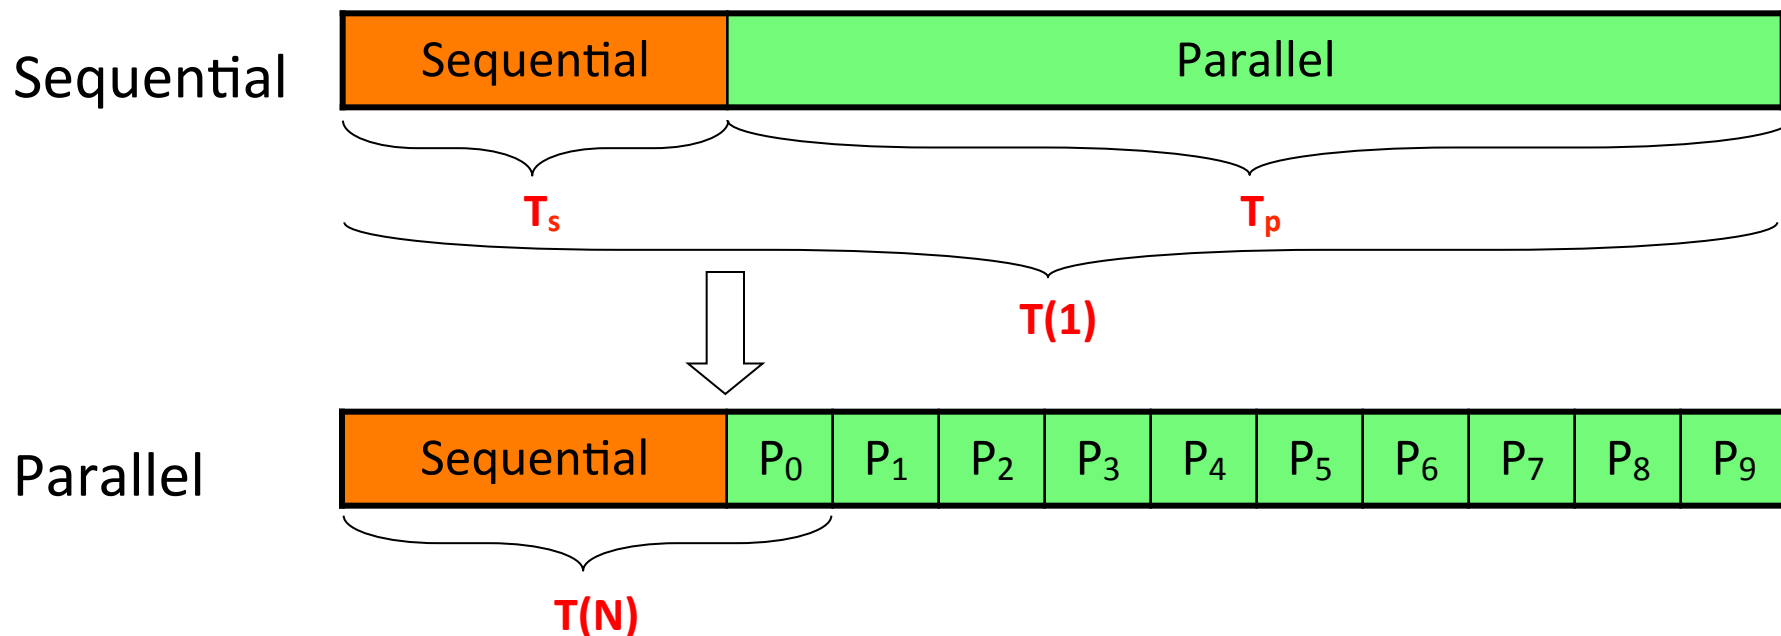 Sequential Sequential Parallel
Tₛ Tₚ
T(1)
Parallel Sequential P₀ P₁ P₂ P₃ P₄ P₅ P₆ P₇ P₈ P₉
T(N)